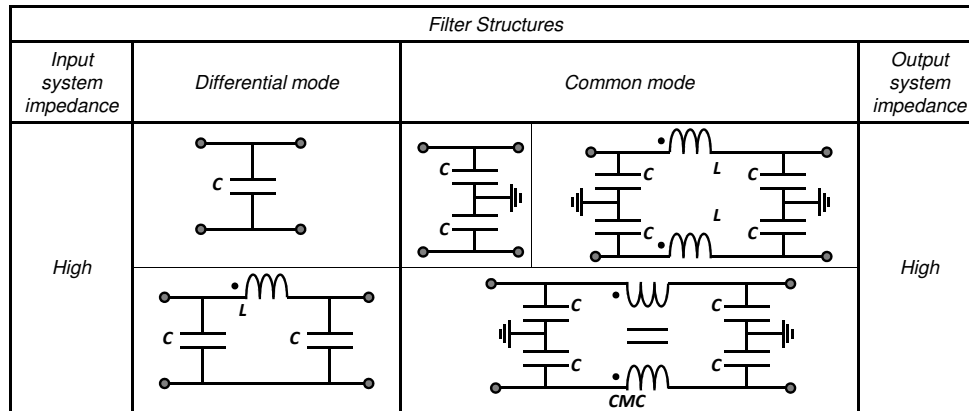 Filter Structures
Input
system
impedance
Differential mode
Common mode
Output
system
impedance
High
C
C
C
L
C
C
L
C
C
High
L
C
C
C
C
C
C
CMC